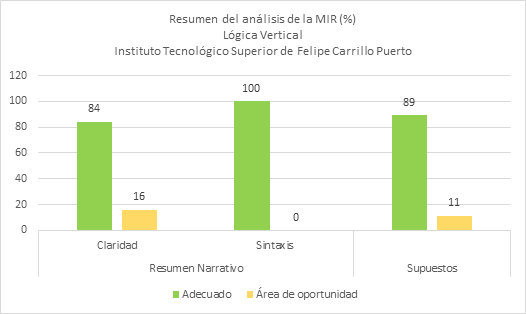 Resumen del análisis de la MIR (%)
Lógica Vertical
Instituto Tecnológico Superior de Felipe Carrillo Puerto
120
100
80
60
40
20
0
84
16
100
0
89
11
Claridad
Sintaxis
Resumen Narrativo
Supuestos
Adecuado
Área de oportunidad